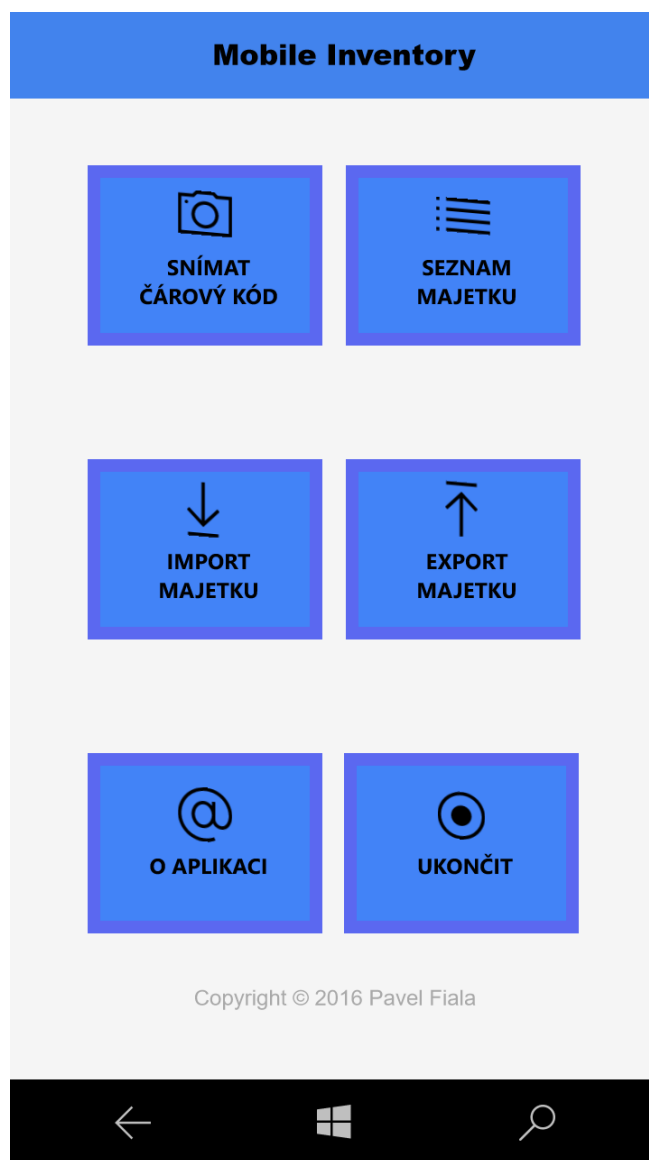 Mobile Inventory
SNÍMAT
ČÁROVÝ KÓD
SEZNAM
MAJETKU
IMPORT
MAJETKU
EXPORT
MAJETKU
O APLIKACI
UKONČIT
Copyright © 2016 Pavel Fiala